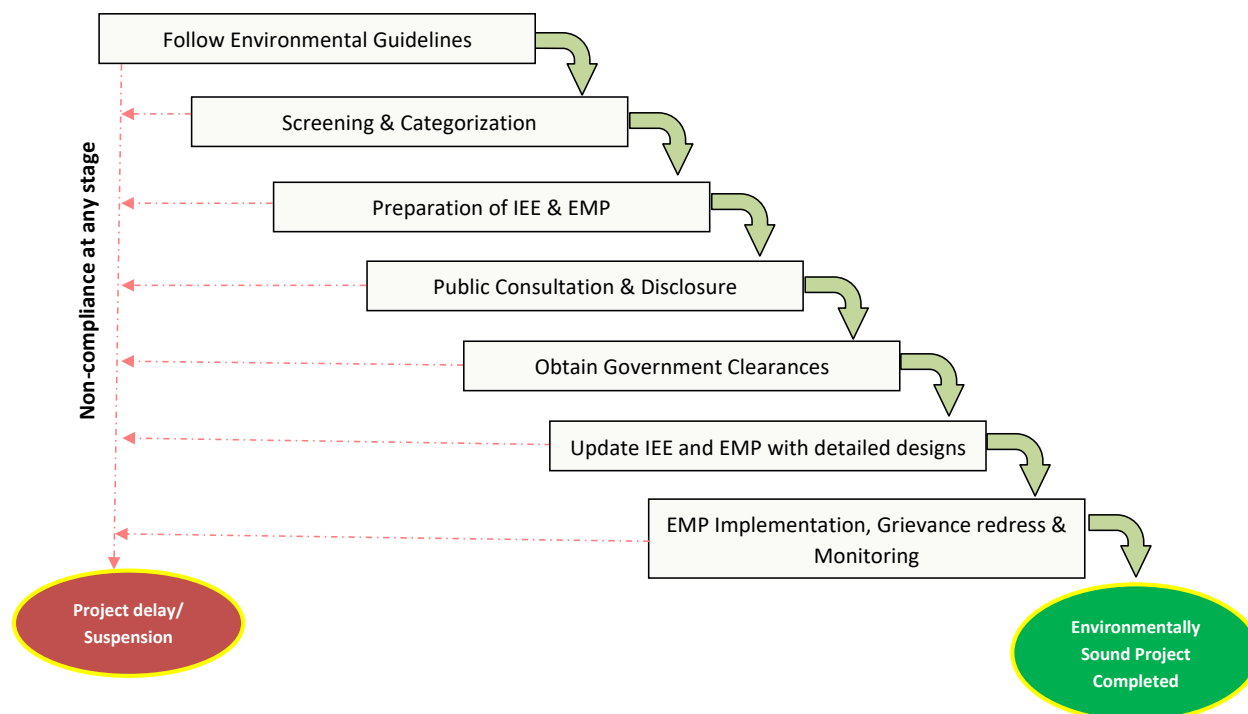 Follow Environmental Guidelines
Screening & Categorization
Preparation of IEE & EMP
Public Consultation & Disclosure
Obtain Government Clearances
Update IEE and EMP with detailed designs
EMP Implementation, Grievance redress &
Monitoring
Non-compliance at any stage
Project delay/
Suspension
Environmentally
Sound Project
Completed